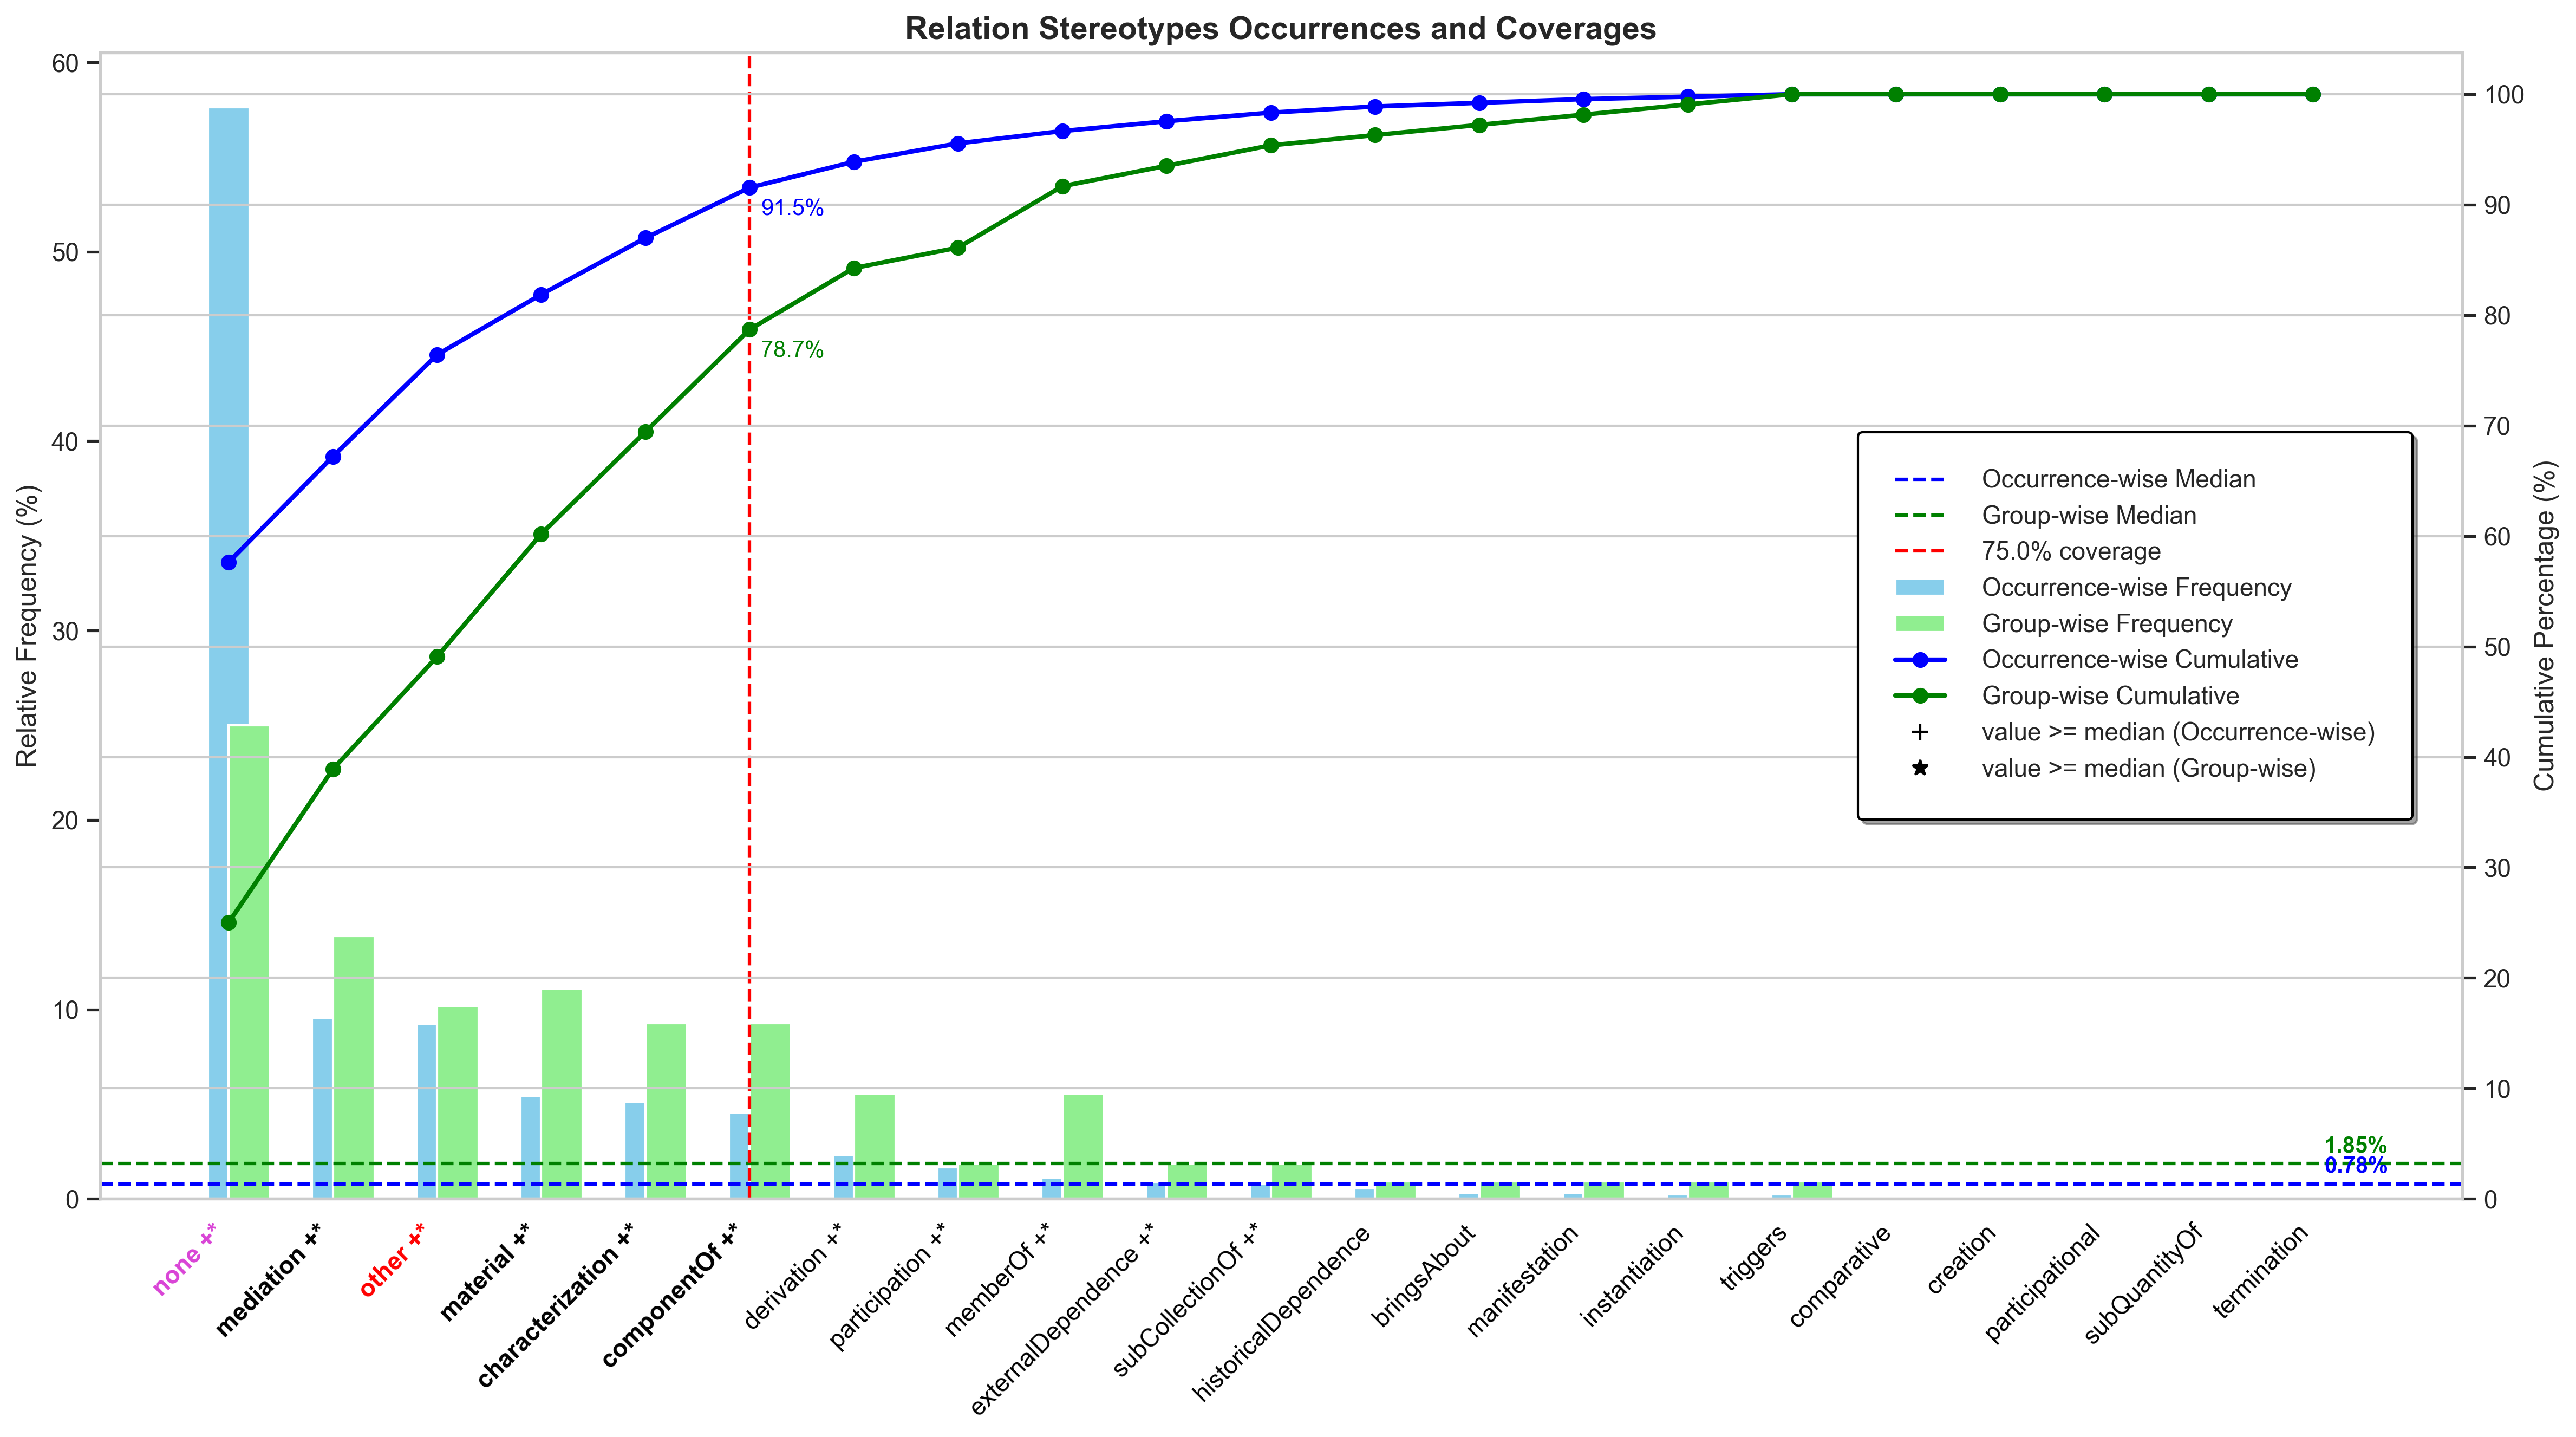 Relation Stereotypes Occurrences and Coverages
Relative Frequency (%)
60
50
40
30
20
10
0
Cumulative Percentage (%)
100
90
80
70
60
50
40
30
20
10
0
91.5%
78.7%
1.85%
0.78%
Occurrence-wise Median
Group-wise Median
75.0% coverage
Occurrence-wise Frequency
Group-wise Frequency
Occurrence-wise Cumulative
Group-wise Cumulative
value >= median (Occurrence-wise)
value >= median (Group-wise)
none +*
mediation +*
other +*
material +*
characterization +*
componentOf +*
derivation +*
participation +*
memberOf +*
externalDependence +*
subCollectionOf +*
historicalDependence
bringsAbout
manifestation
instantiation
triggers
comparative
creation
participational
subQuantityOf
termination